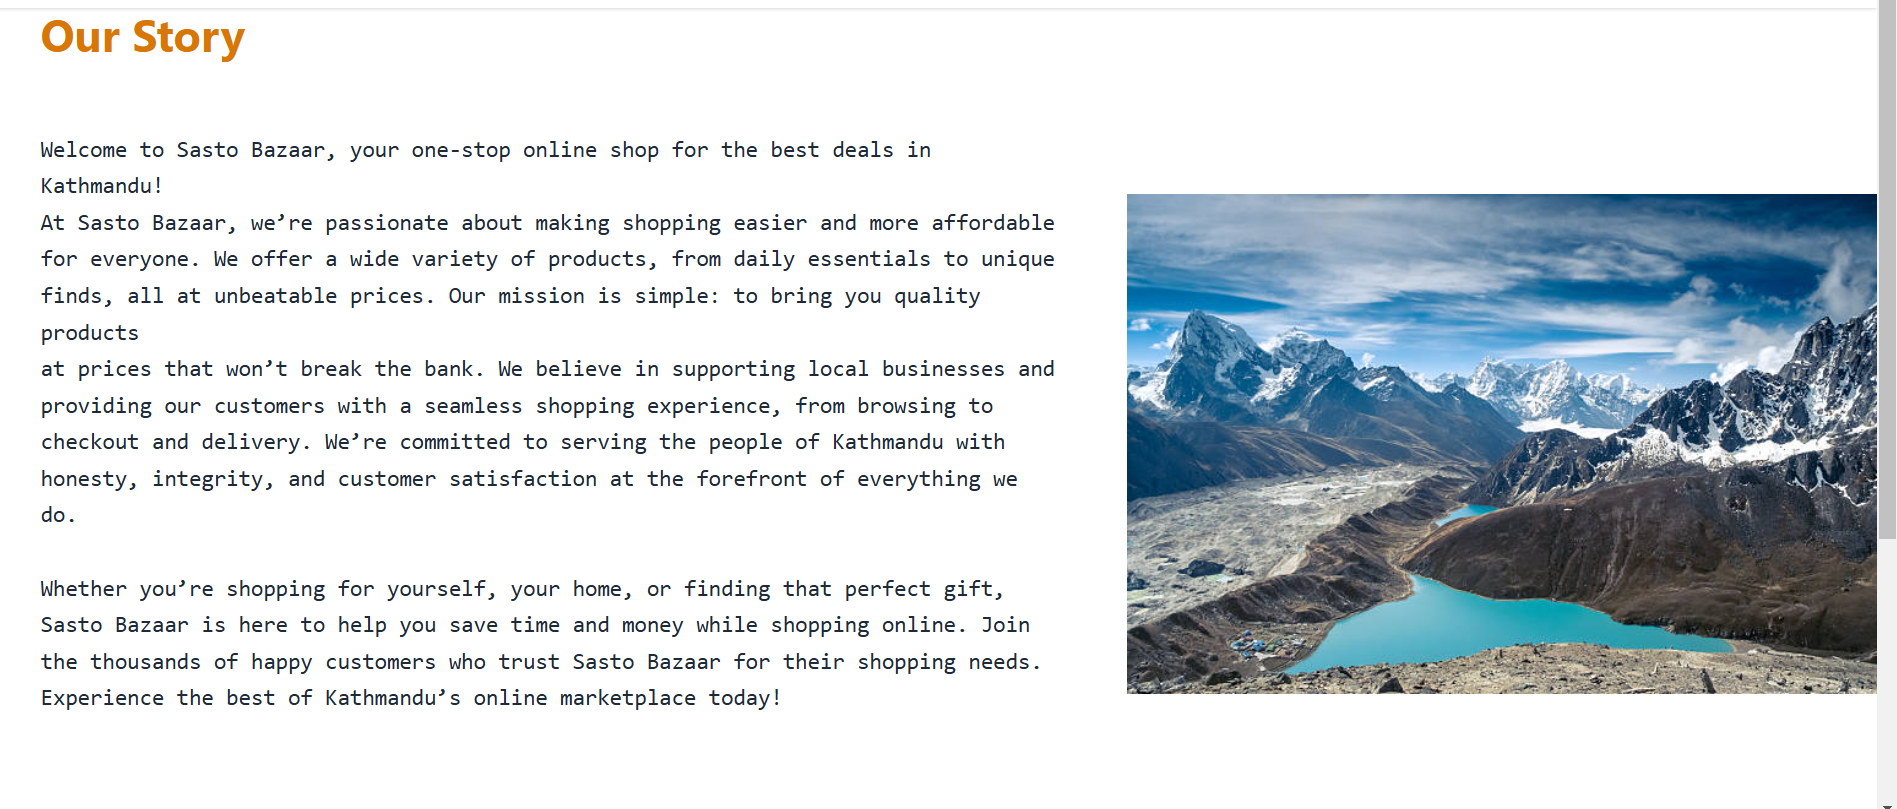 Our Story
Welcome to Sasto Bazaar, your one-stop online shop for the best deals in
Kathmandu!
At Sasto Bazaar, we’re passionate about making shopping easier and more affordable
for everyone. We offer a wide variety of products, from daily essentials to unique
finds, all at unbeatable prices. Our mission is simple: to bring you quality
products
at prices that won’t break the bank. We believe in supporting local businesses and
providing our customers with a seamless shopping experience, from browsing to
checkout and delivery. We’re committed to serving the people of Kathmandu with
honesty, integrity, and customer satisfaction at the forefront of everything we
do.
Whether you’re shopping for yourself, your home, or finding that perfect gift,
Sasto Bazaar is here to help you save time and money while shopping online. Join
the thousands of happy customers who trust Sasto Bazaar for their shopping needs.
Experience the best of Kathmandu’s online marketplace today!